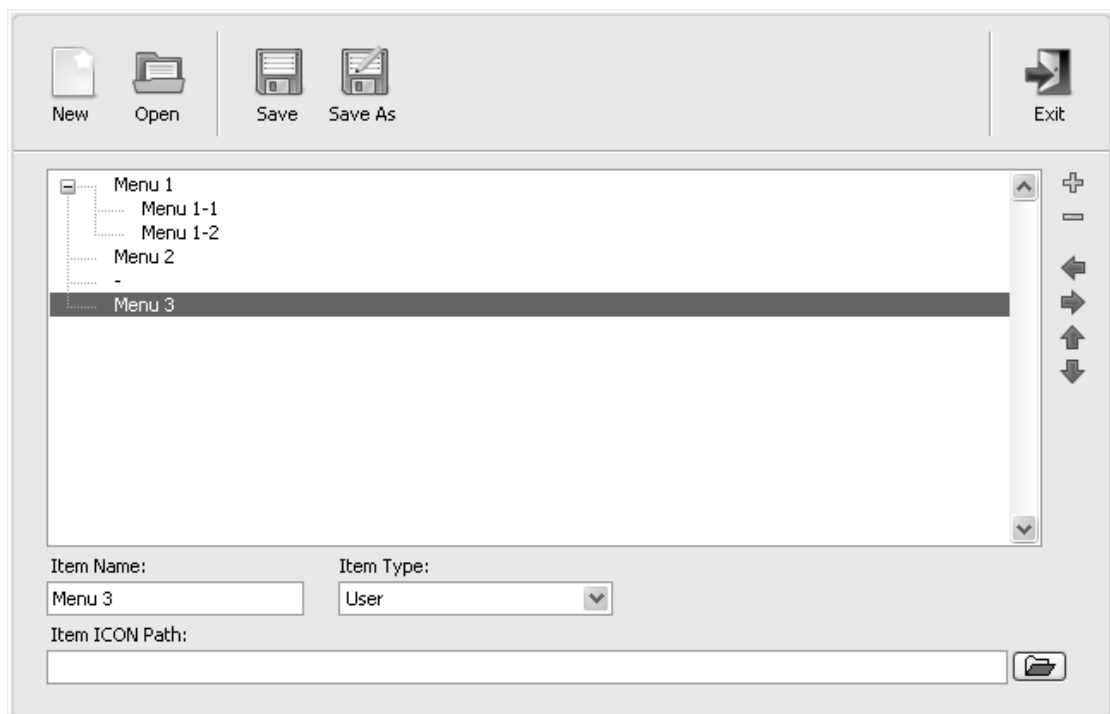 New Open Save Save As Exit
Menu 1
Menu 1-1
Menu 1-2
Menu 2
-
Menu 3
Item Name: Item Type:
Menu 3 User
Item ICON Path: